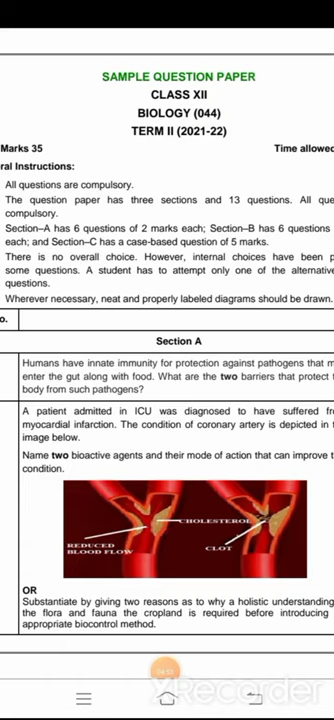 SAMPLE QUESTION PAPER
CLASS XII
BIOLOGY (044)
TERM II (2021-22)
Marks 35 Time allowed
ral Instructions:
All questions are compulsory.
The question paper has three sections and 13 questions. All que
compulsory.
Section–A has 6 questions of 2 marks each; Section–B has 6 questions
each; and Section–C has a case-based question of 5 marks.
There is no overall choice. However, internal choices have been p
some questions. A student has to attempt only one of the alternative
questions.
Wherever necessary, neat and properly labeled diagrams should be drawn.
o.
Section A
Humans have innate immunity for protection against pathogens that m
enter the gut along with food. What are the two barriers that protect t
body from such pathogens?
A patient admitted in ICU was diagnosed to have suffered fro
myocardial infarction. The condition of coronary artery is depicted in t
image below.
Name two bioactive agents and their mode of action that can improve t
condition.
CHOLESTEROL
REDUCED
BLOOD FLOW
CLOT
OR
Substantiate by giving two reasons as to why a holistic understanding
the flora and fauna the cropland is required before introducing
appropriate biocontrol method.
04:53
XRecorder